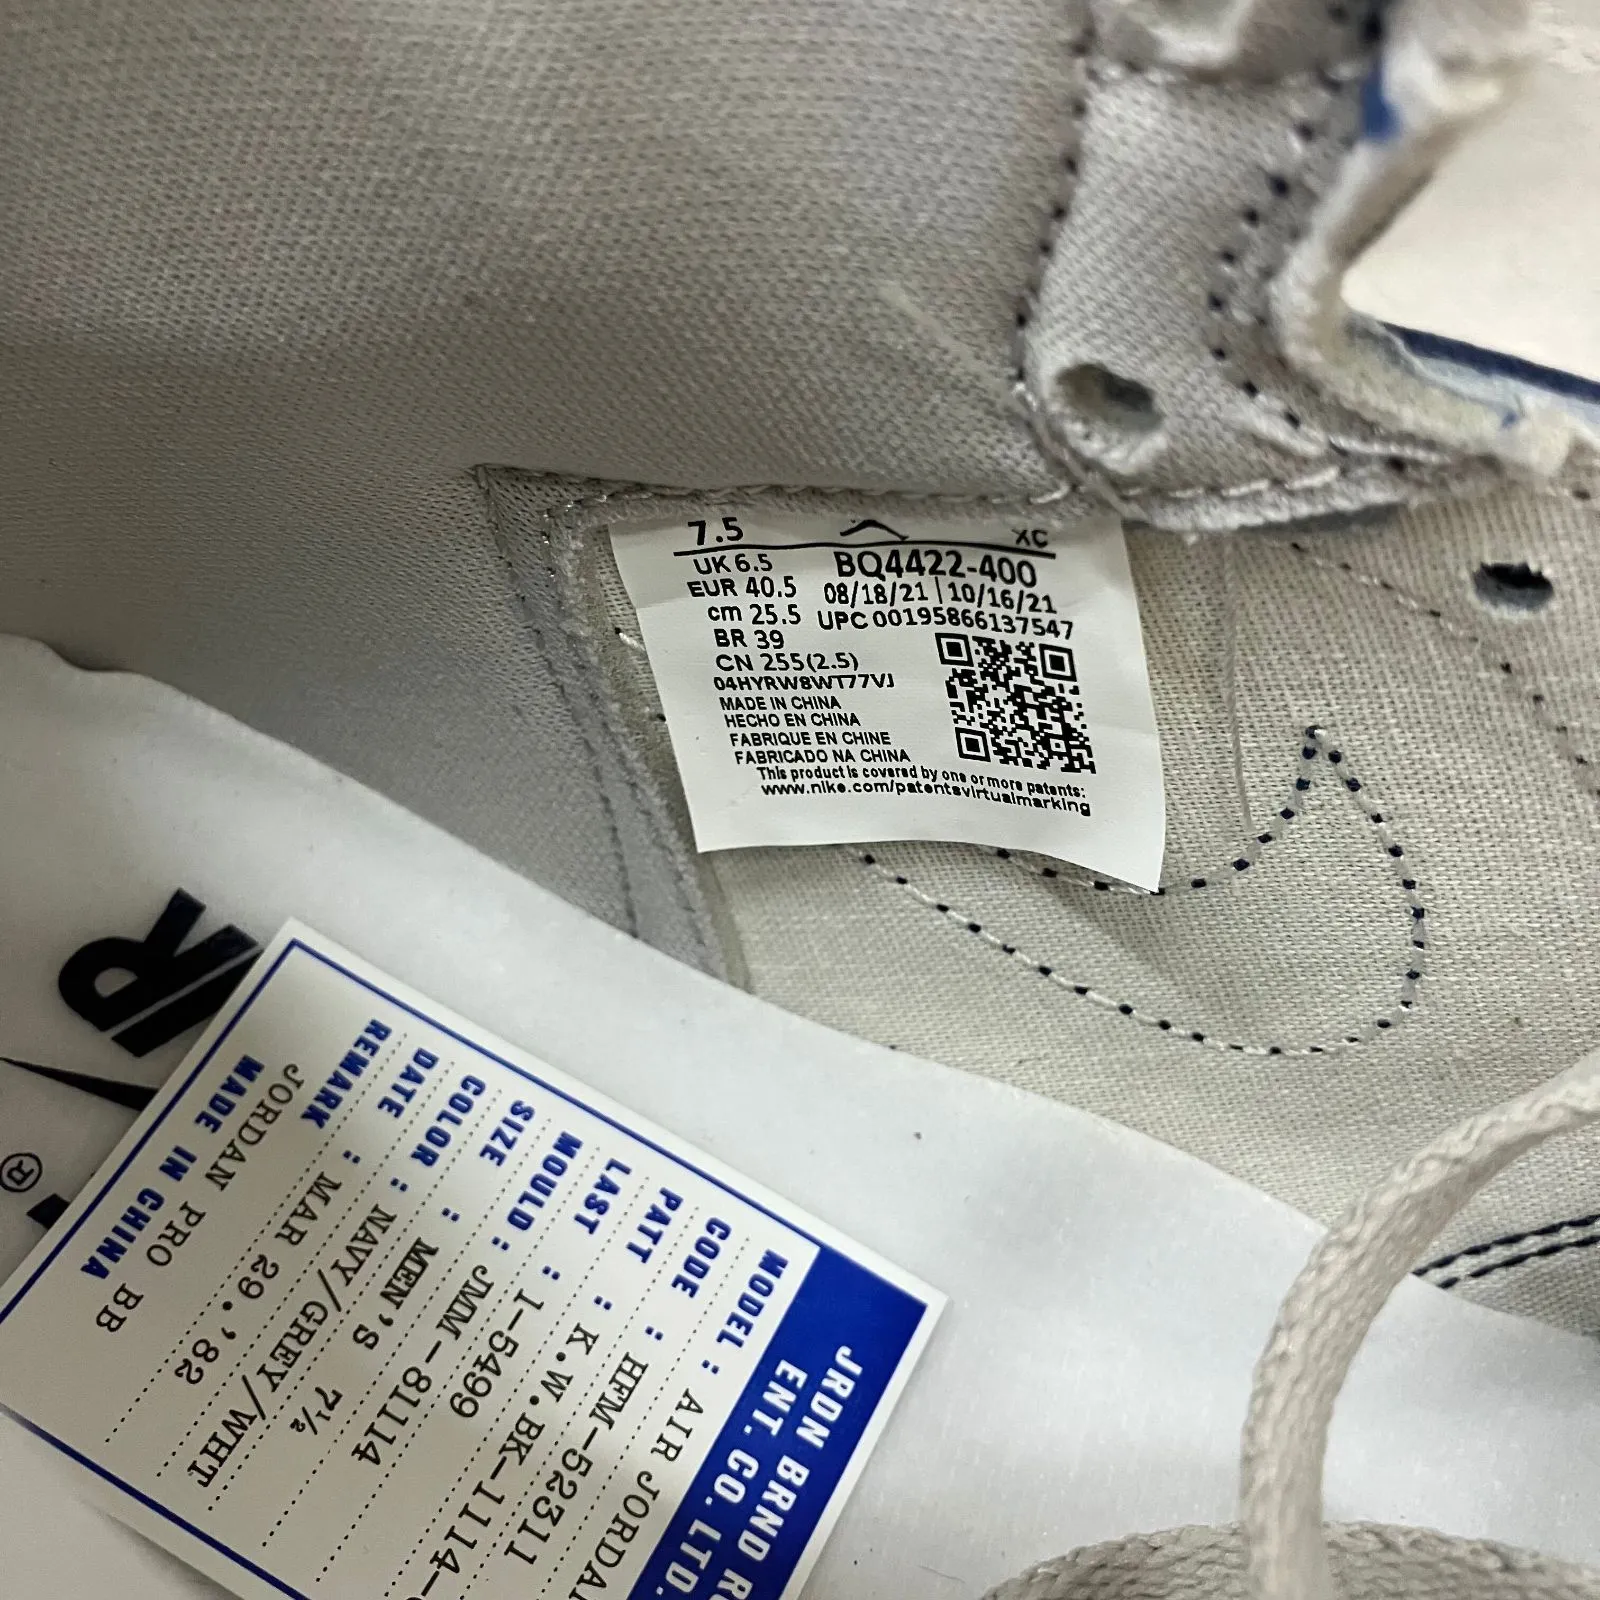 7.5
XC
UK 6.5
BQ4422-400
EUR 40.5
08/18/21 | 10/16/21
cm 25.5
UPC 00195866137547
BR 39
CN 255(2.5)
04HYRW8WT77VJ
MADE IN CHINA
HECHO EN CHINA
FABRIQUE EN CHINE
FABRICADO NA CHINA
This product is covered by one or more patents:
www.nike.com/patentsvirtualmarking
JRDN BRND
ENT. CO. LTD.
MODEL : AIR JORDAN
CODE : HFM-52311
PATT : K.W.BK-1114
LAST : 1-5499
MOULD : JMM-81114
SIZE : MEN'S 7½
COLOR : NAVY/GREY/WHT
DATE : MAR 29.'82
REMARK
JORDAN PRO BB
MADE IN CHINA
IR
®